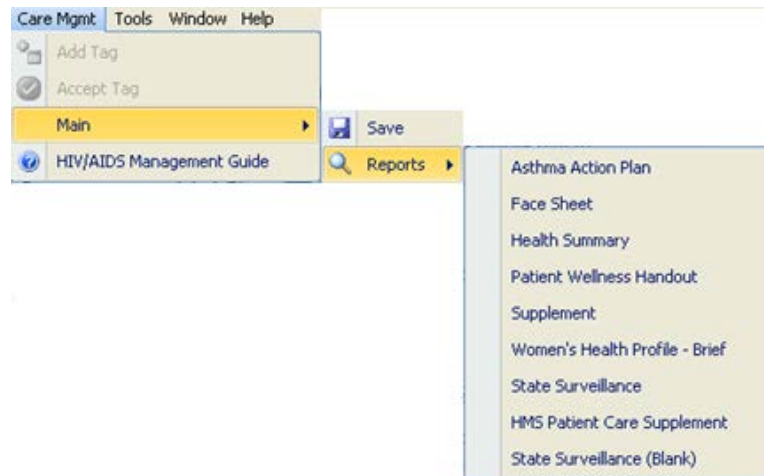 Care Mgmt Tools Window Help
Add Tag
Accept Tag
Main
HIV/AIDS Management Guide
Save
Reports
Asthma Action Plan
Face Sheet
Health Summary
Patient Wellness Handout
Supplement
Women's Health Profile - Brief
State Surveillance
HMS Patient Care Supplement
State Surveillance (Blank)